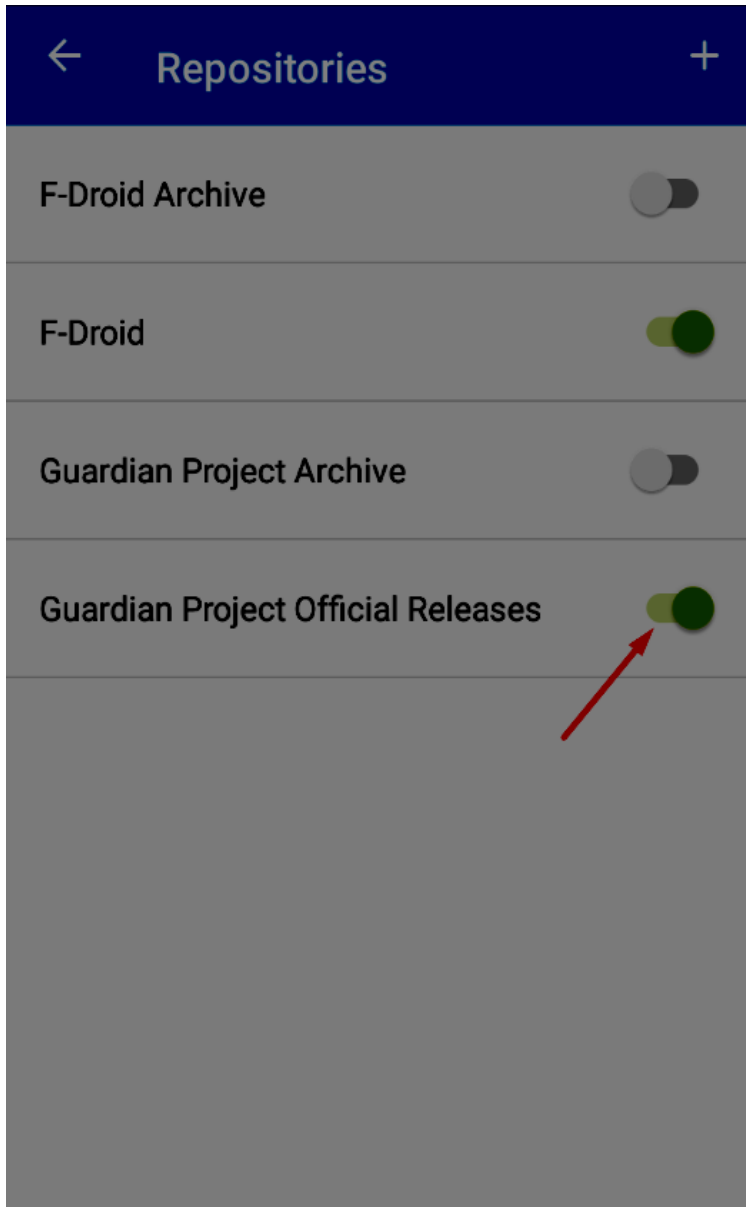 Repositories
F-Droid Archive
F-Droid
Guardian Project Archive
Guardian Project Official Releases